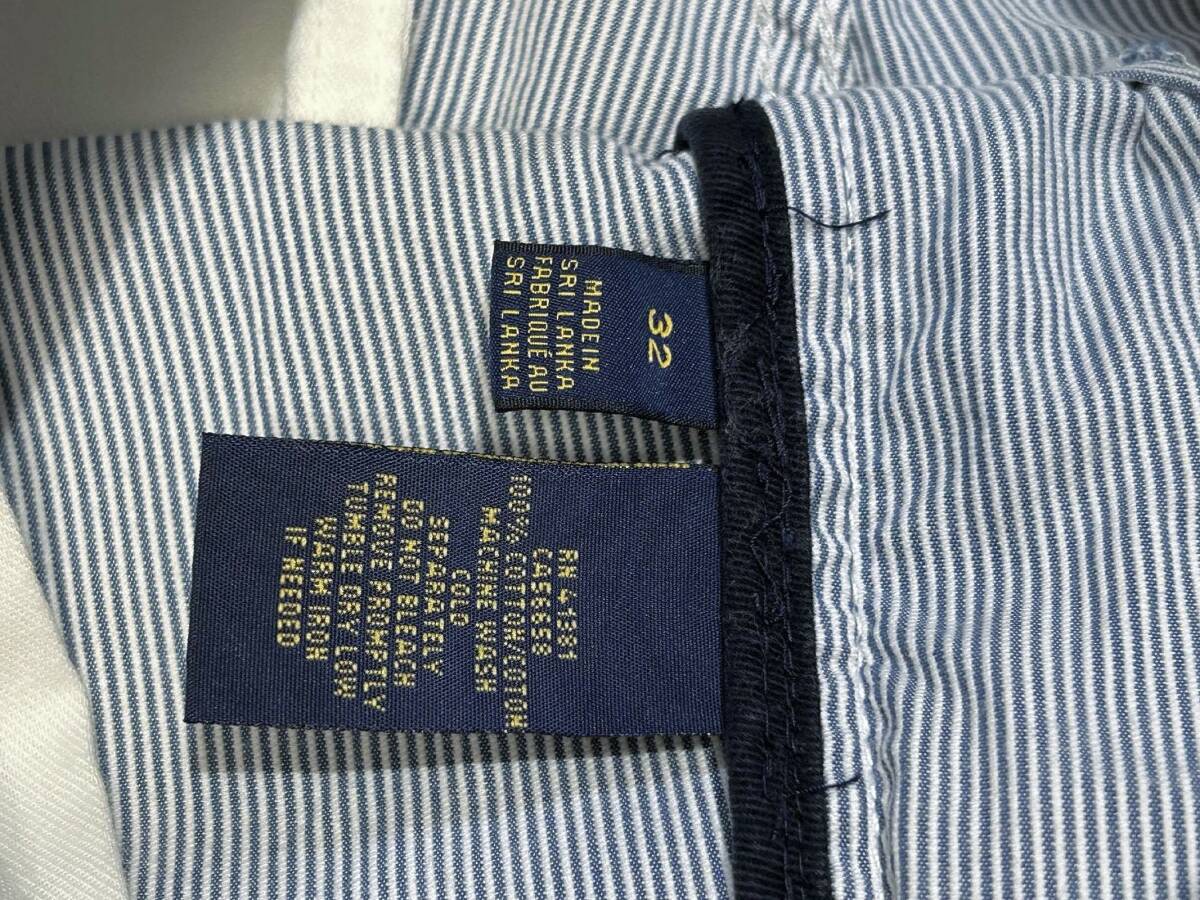 32
MADE IN
SRI LANKA
FABRIQUÉ AU
SRI LANKA
RN 41381
CA56668
100% COTTON/COTON
MACHINE WASH
COLD
SEPARATELY
DO NOT BLEACH
REMOVE PROMPTLY
TUMBLE DRY LOW
WARM IRON
IF NEEDED